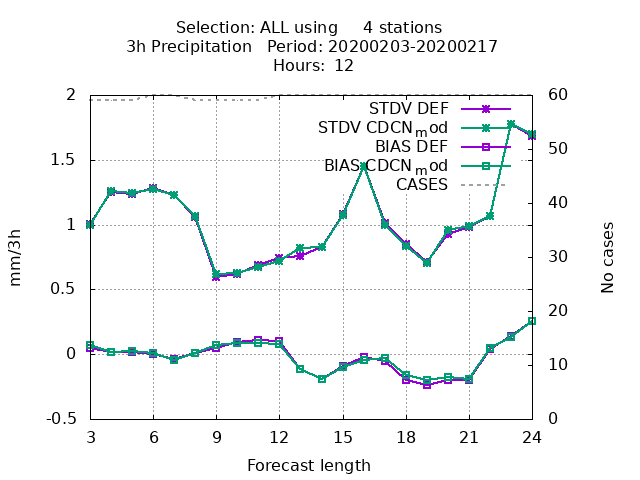 Selection: ALL using 4 stations
3h Precipitation Period: 20200203-20200217
Hours: 12
2
1.5
1
0.5
0
-0.5
60
50
40
30
20
10
0
STDV DEF
STDV CDCNmod
BIAS DEF
BIAS CDCNmod
CASES
mm/3h
No cases
3 6 9 12 15 18 21 24
Forecast length